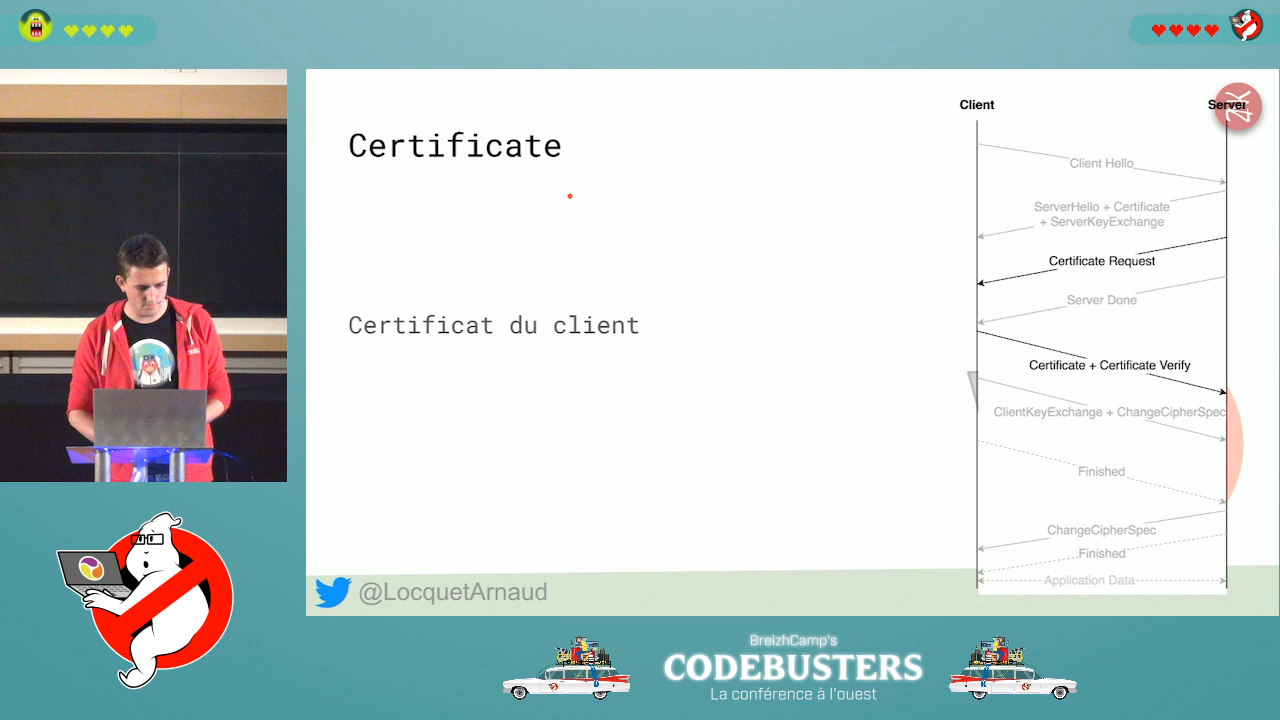 Certificate
Certificat du client
Client
Server
Client Hello
ServerHello + Certificate
+ ServerKeyExchange
Certificate Request
Server Done
Certificate + Certificate Verify
ClientKeyExchange + ChangeCipherSpec
Finished
ChangeCipherSpec
Finished
Application Data
@LocquetArnaud
BreizhCamp's
CODEBUSTERS
La conférence à l'ouest